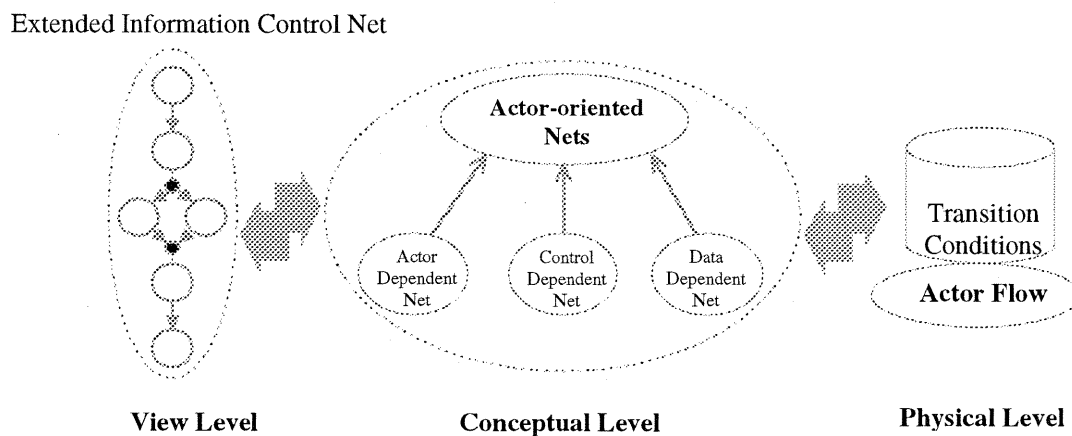 Extended Information Control Net
Actor-oriented
Nets
Actor
Dependent
Net
Control
Dependent
Net
Data
Dependent
Net
Transition
Conditions
Actor Flow
View Level
Conceptual Level
Physical Level